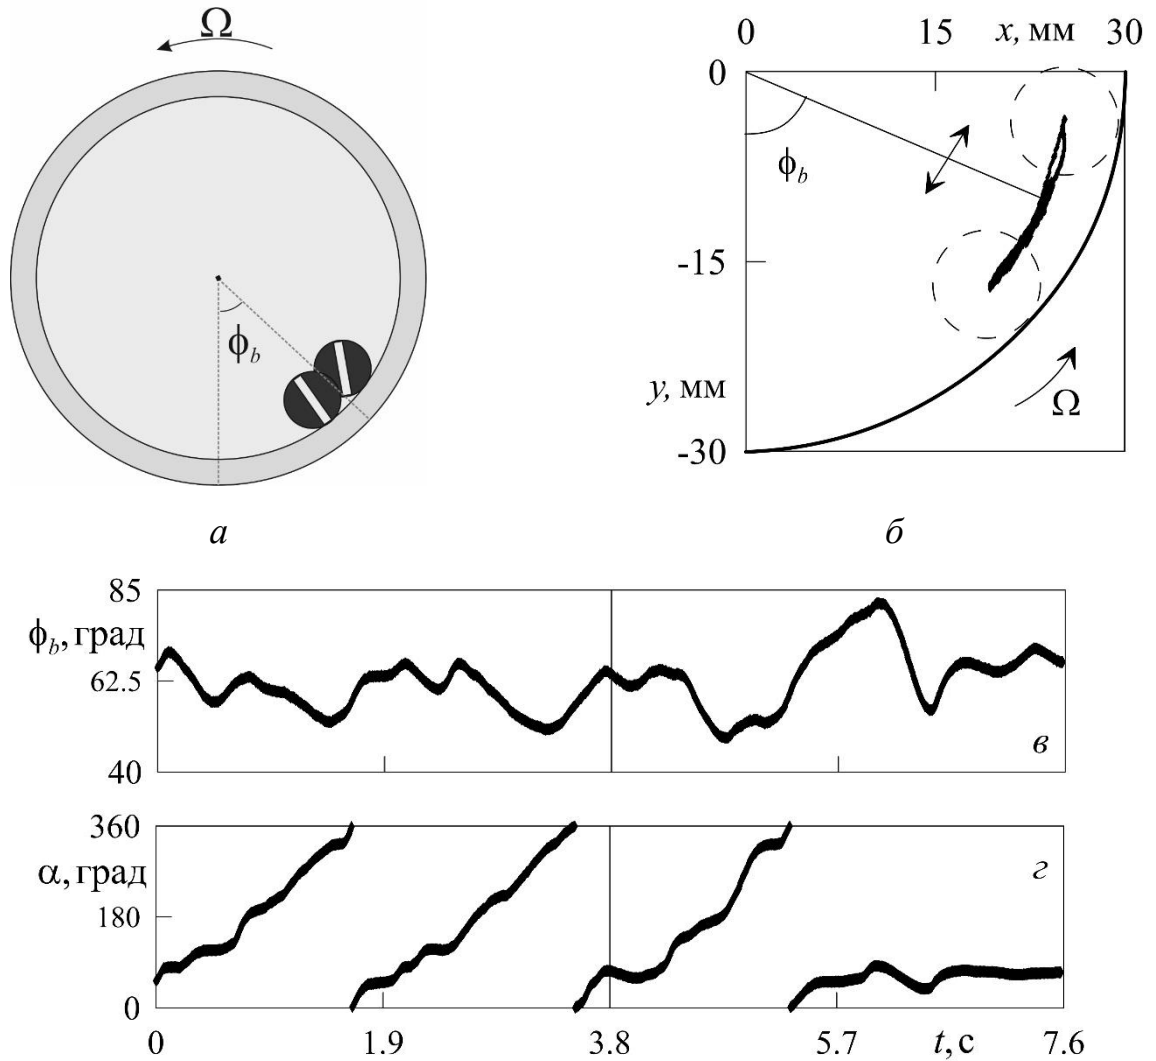 Ω
ϕb
а
0 15 x, мм 30
0
ϕb
-15
y, мм
Ω
-30
б
85
ϕb, град
62.5
40
в
360
α, град
180
0
г
0 1.9 3.8 5.7 t, с 7.6